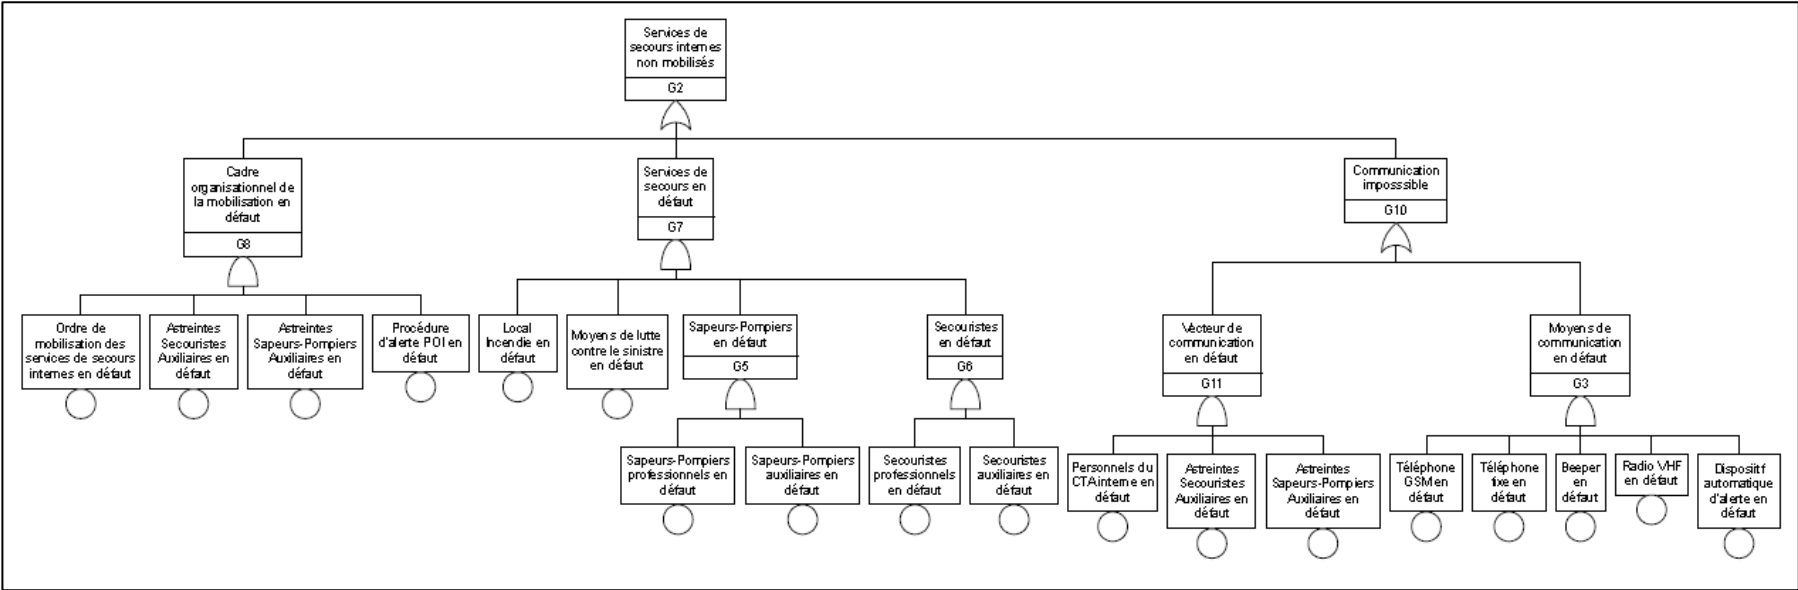 Services de
secours internes
non mobilisés
G2
Cadre
organisationnel de
la mobilisation en
défaut
G8
Services de
secours en
défaut
G7
Communication
imposssible
G10
Ordre de
mobilisation des
services de secours
internes en défaut
Astreintes
Secouristes
Auxiliaires en
défaut
Astreintes
Sapeurs-Pompiers
Auxiliaires en
défaut
Procédure
d'alerte POI en
défaut
Local
Incendie en
défaut
Moyens de lutte
contre le sinistre
en défaut
Sapeurs-Pompiers
en défaut
G5
Secouristes
en défaut
G6
Vecteur de
communication
en défaut
G11
Moyens de
communication
en défaut
G3
Sapeurs-Pompiers
professionnels en
défaut
Sapeurs-Pompiers
auxiliaires en
défaut
Secouristes
professionnels
en défaut
Secouristes
auxiliaires en
défaut
Personnels du
CTA interne en
défaut
Astreintes
Secouristes
Auxiliaires en
défaut
Astreintes
Sapeurs-Pompiers
Auxiliaires en
défaut
Téléphone
GSM en
défaut
Téléphone
fixe en
défaut
Beeper
en
défaut
Radio VHF
en défaut
Dispositf
automatique
d'alerte en
défaut